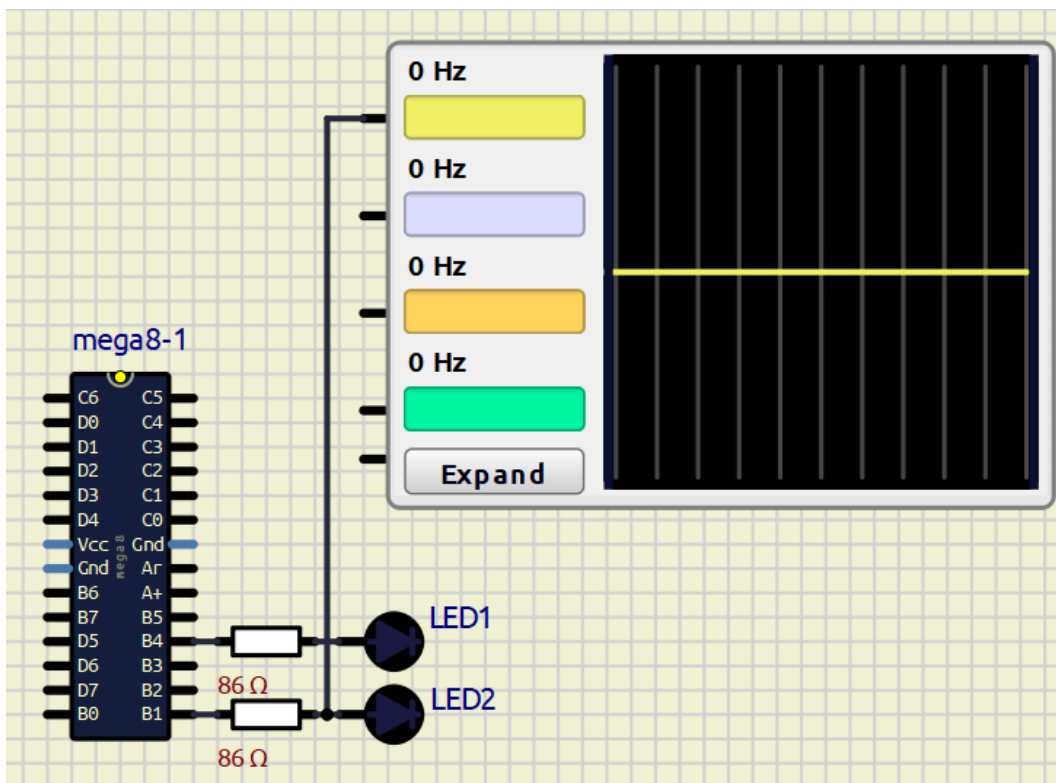 0 Hz
0 Hz
0 Hz
0 Hz
Expand
mega8-1
C6 C5
D0 C4
D1 C3
D2 C2
D3 C1
D4 C0
Vcc Gnd
Gnd Ar
B6 A+
B7 B5
D5 B4
D6 B3
D7 B2
B0 B1
mega8
LED1
86 Ω
LED2
86 Ω